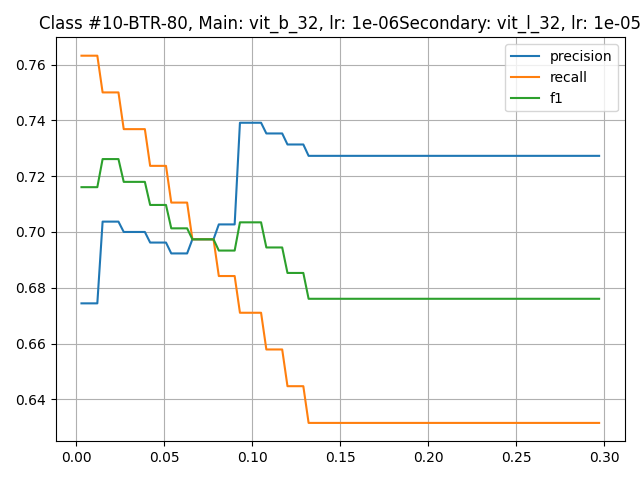 Class #10-BTR-80, Main: vit_b_32, lr: 1e-06Secondary: vit_l_32, lr: 1e-05
precision
recall
f1
0.76
0.74
0.72
0.70
0.68
0.66
0.64
0.00 0.05 0.10 0.15 0.20 0.25 0.30